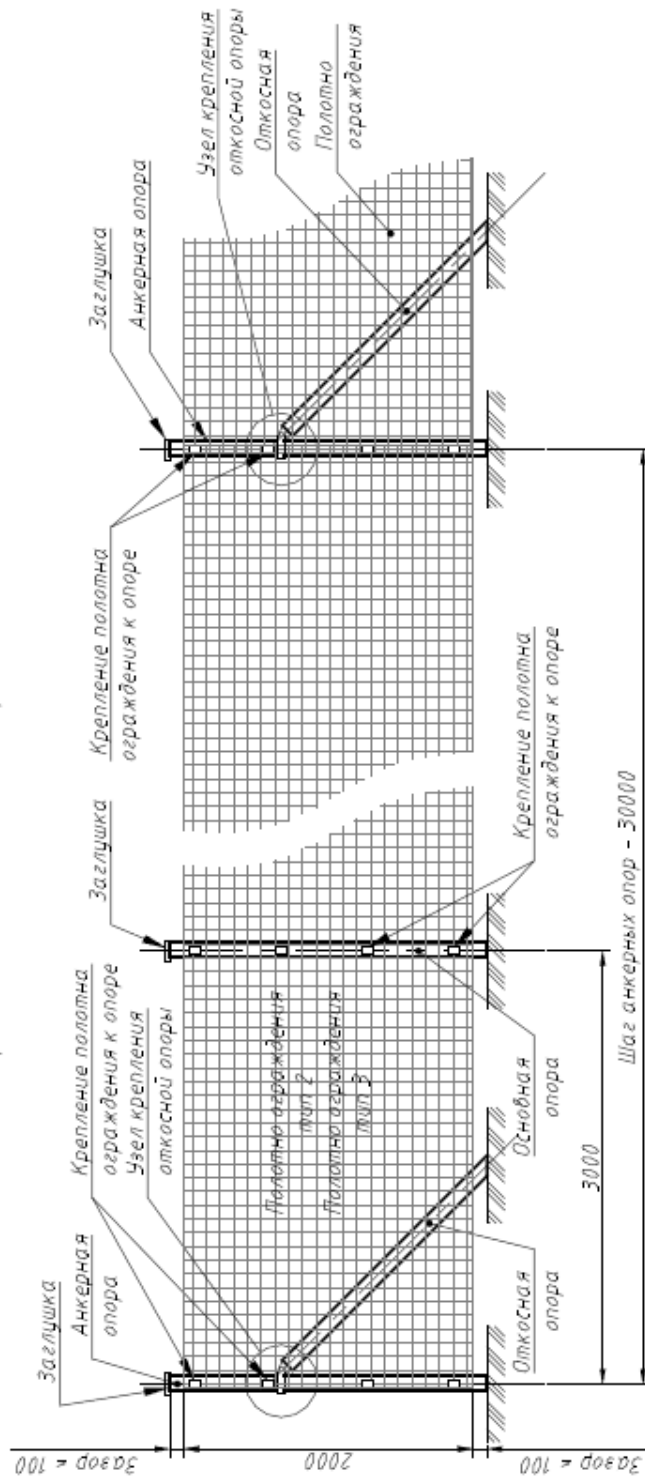 Заглушка
Анкерная
опора
Крепление полотна
ограждения к опоре
Узел крепления
откосной опоры
Заглушка
Крепление полотна
ограждения к опоре
Заглушка
Анкерная опора
Узел крепления
откосной опоры
Откосная
опора
Полотно
ограждения
Полотно ограждения
тип 2
Полотно ограждения
тип 3
Зазор ≤ 100
2000
Зазор ≤ 100
Откосная
опора
Основная
опора
Крепление полотна
ограждения к опоре
3000
Шаг анкерных опор - 30000